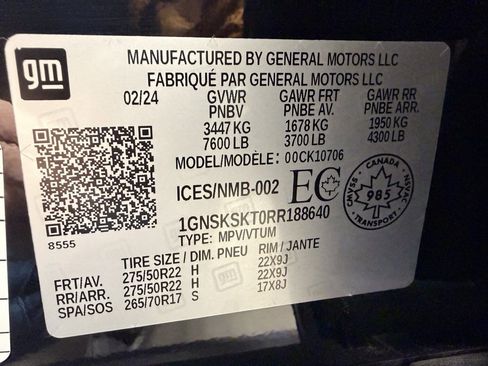 gm
MANUFACTURED BY GENERAL MOTORS LLC
FABRIQUÉ PAR GENERAL MOTORS LLC
02/24 GVWR GAWR FRT GAWR RR
PNBV PNBE AV. PNBE ARR.
3447 KG 1678 KG 1950 KG
7600 LB 3700 LB 4300 LB
MODEL/MODÈLE: 00CK10706
ICES/NMB-002 EC
CANADA
NSVAC
985
TRANSPORT
CMVSS
1GNSKSKT0RR188640
8555
TYPE: MPV/VTUM
TIRE SIZE / DIM. PNEU RIM / JANTE
FRT/AV. 275/50R22 H 22X9J
RR/ARR. 275/50R22 H 22X9J
SPA/SOS 265/70R17 S 17X8J